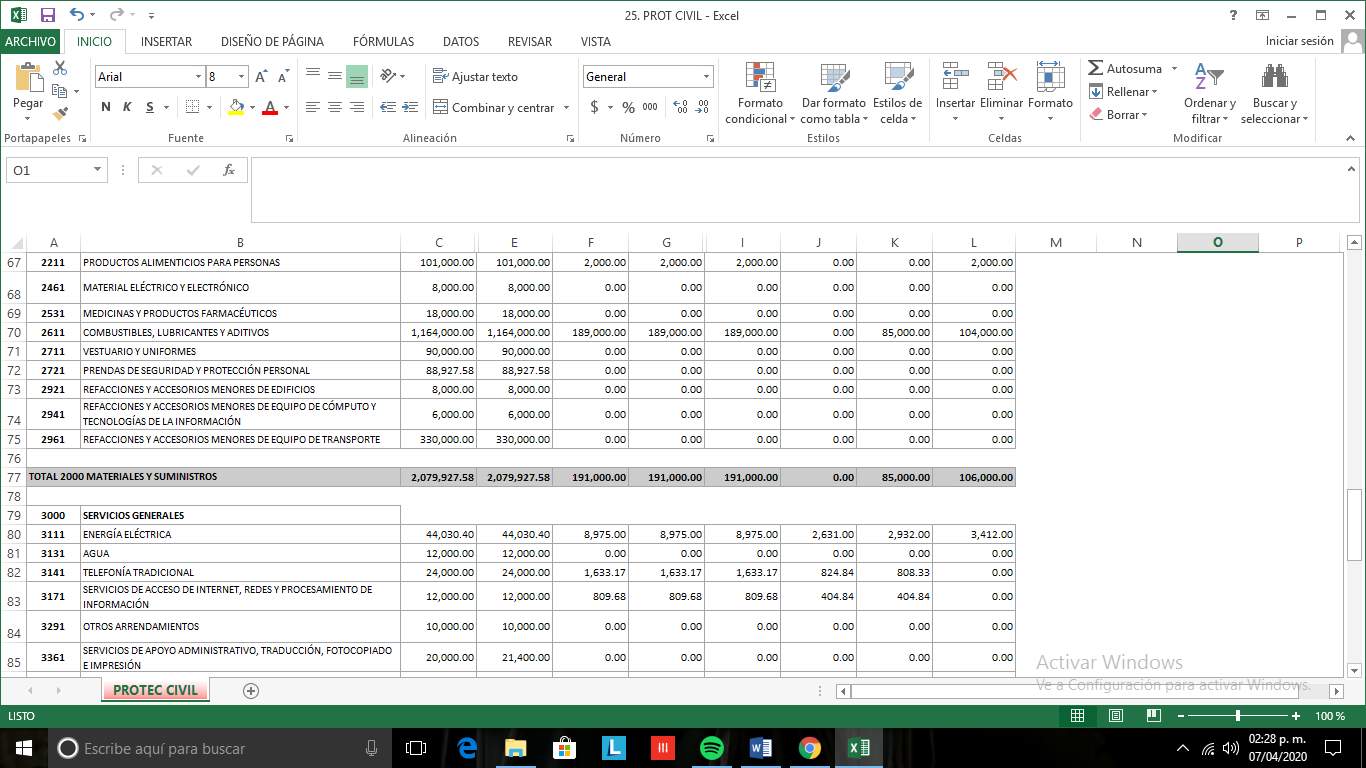 25. PROT CIVIL - Excel
ARCHIVO INICIO INSERTAR DISEÑO DE PÁGINA FÓRMULAS DATOS REVISAR VISTA Iniciar sesión
Pegar
Portapapeles
Arial 8
N K S
Fuente
Ajustar texto
Combinar y centrar
Alineación
General
$ % 000
Número
Formato condicional
Dar formato como tabla
Estilos de celda
Estilos
Insertar Eliminar Formato
Celdas
Autosuma
Rellenar
Borrar
Ordenar y filtrar
Buscar y seleccionar
Modificar
O1 fx
A B C E F G I J K L M N O P
67 2211 PRODUCTOS ALIMENTICIOS PARA PERSONAS 101,000.00 101,000.00 2,000.00 2,000.00 2,000.00 0.00 0.00 2,000.00
68 2461 MATERIAL ELÉCTRICO Y ELECTRÓNICO 8,000.00 8,000.00 0.00 0.00 0.00 0.00 0.00 0.00
69 2531 MEDICINAS Y PRODUCTOS FARMACÉUTICOS 18,000.00 18,000.00 0.00 0.00 0.00 0.00 0.00 0.00
70 2611 COMBUSTIBLES, LUBRICANTES Y ADITIVOS 1,164,000.00 1,164,000.00 189,000.00 189,000.00 189,000.00 0.00 85,000.00 104,000.00
71 2711 VESTUARIO Y UNIFORMES 90,000.00 90,000.00 0.00 0.00 0.00 0.00 0.00 0.00
72 2721 PRENDAS DE SEGURIDAD Y PROTECCIÓN PERSONAL 88,927.58 88,927.58 0.00 0.00 0.00 0.00 0.00 0.00
73 2921 REFACCIONES Y ACCESORIOS MENORES DE EDIFICIOS 8,000.00 8,000.00 0.00 0.00 0.00 0.00 0.00 0.00
74 2941 REFACCIONES Y ACCESORIOS MENORES DE EQUIPO DE CÓMPUTO Y
TECNOLOGÍAS DE LA INFORMACIÓN 6,000.00 6,000.00 0.00 0.00 0.00 0.00 0.00 0.00
75 2961 REFACCIONES Y ACCESORIOS MENORES DE EQUIPO DE TRANSPORTE 330,000.00 330,000.00 0.00 0.00 0.00 0.00 0.00 0.00
76
77 TOTAL 2000 MATERIALES Y SUMINISTROS 2,079,927.58 2,079,927.58 191,000.00 191,000.00 191,000.00 0.00 85,000.00 106,000.00
78
79 3000 SERVICIOS GENERALES
80 3111 ENERGÍA ELÉCTRICA 44,030.40 44,030.40 8,975.00 8,975.00 8,975.00 2,631.00 2,932.00 3,412.00
81 3131 AGUA 12,000.00 12,000.00 0.00 0.00 0.00 0.00 0.00 0.00
82 3141 TELEFONÍA TRADICIONAL 24,000.00 24,000.00 1,633.17 1,633.17 1,633.17 824.84 808.33 0.00
83 3171 SERVICIOS DE ACCESO DE INTERNET, REDES Y PROCESAMIENTO DE
INFORMACIÓN 12,000.00 12,000.00 809.68 809.68 809.68 404.84 404.84 0.00
84 3291 OTROS ARRENDAMIENTOS 10,000.00 10,000.00 0.00 0.00 0.00 0.00 0.00 0.00
85 3361 SERVICIOS DE APOYO ADMINISTRATIVO, TRADUCCIÓN, FOTOCOPIADO
E IMPRESIÓN 20,000.00 21,400.00 0.00 0.00 0.00 0.00 0.00 0.00
Activar Windows
Ve a Configuración para activar Windows.
PROTEC CIVIL
LISTO 100 %
Escribe aquí para buscar
02:28 p. m.
07/04/2020